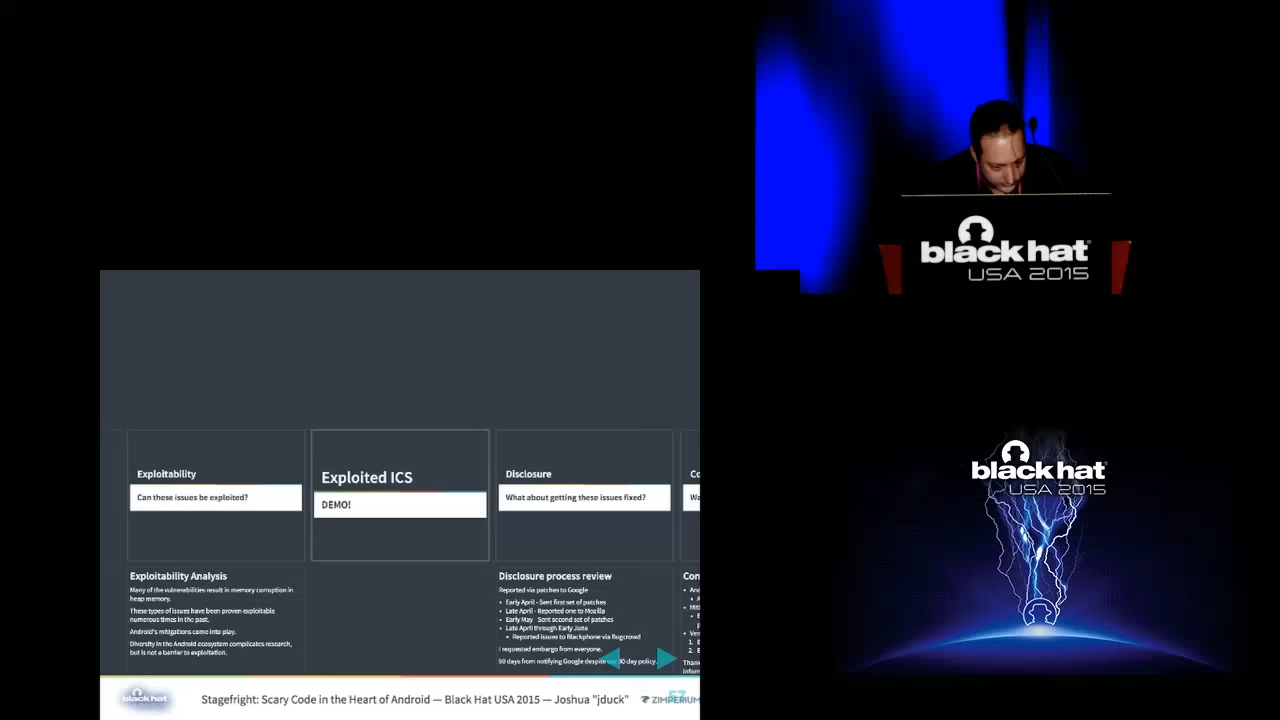 black hat
USA 2015
black hat
USA 2015
Exploitability
Can these issues be exploited?
Exploited ICS
DEMO!
Disclosure
What about getting these issues fixed?
Exploitability Analysis
Many of the vulnerabilities result in memory corruption in
heap memory.
These types of issues have been proven exploitable
numerous times in the past.
Android's mitigations come into play.
Diversity in the Android ecosystem complicates research,
but is not a barrier to exploitation.
Disclosure process review
Reported via patches to Google
• Early April - Sent first set of patches
• Late April - Reported one to Mozilla
• Early May - Sent second set of patches
• Late April through Early June
• Reported issues to Blackphone via Bugcrowd
I requested embargo from everyone.
90 days from notifying Google despite our 90 day policy.
black hat
Stagefright: Scary Code in the Heart of Android — Black Hat USA 2015 — Joshua "jduck"
ZIMPERIUM
57